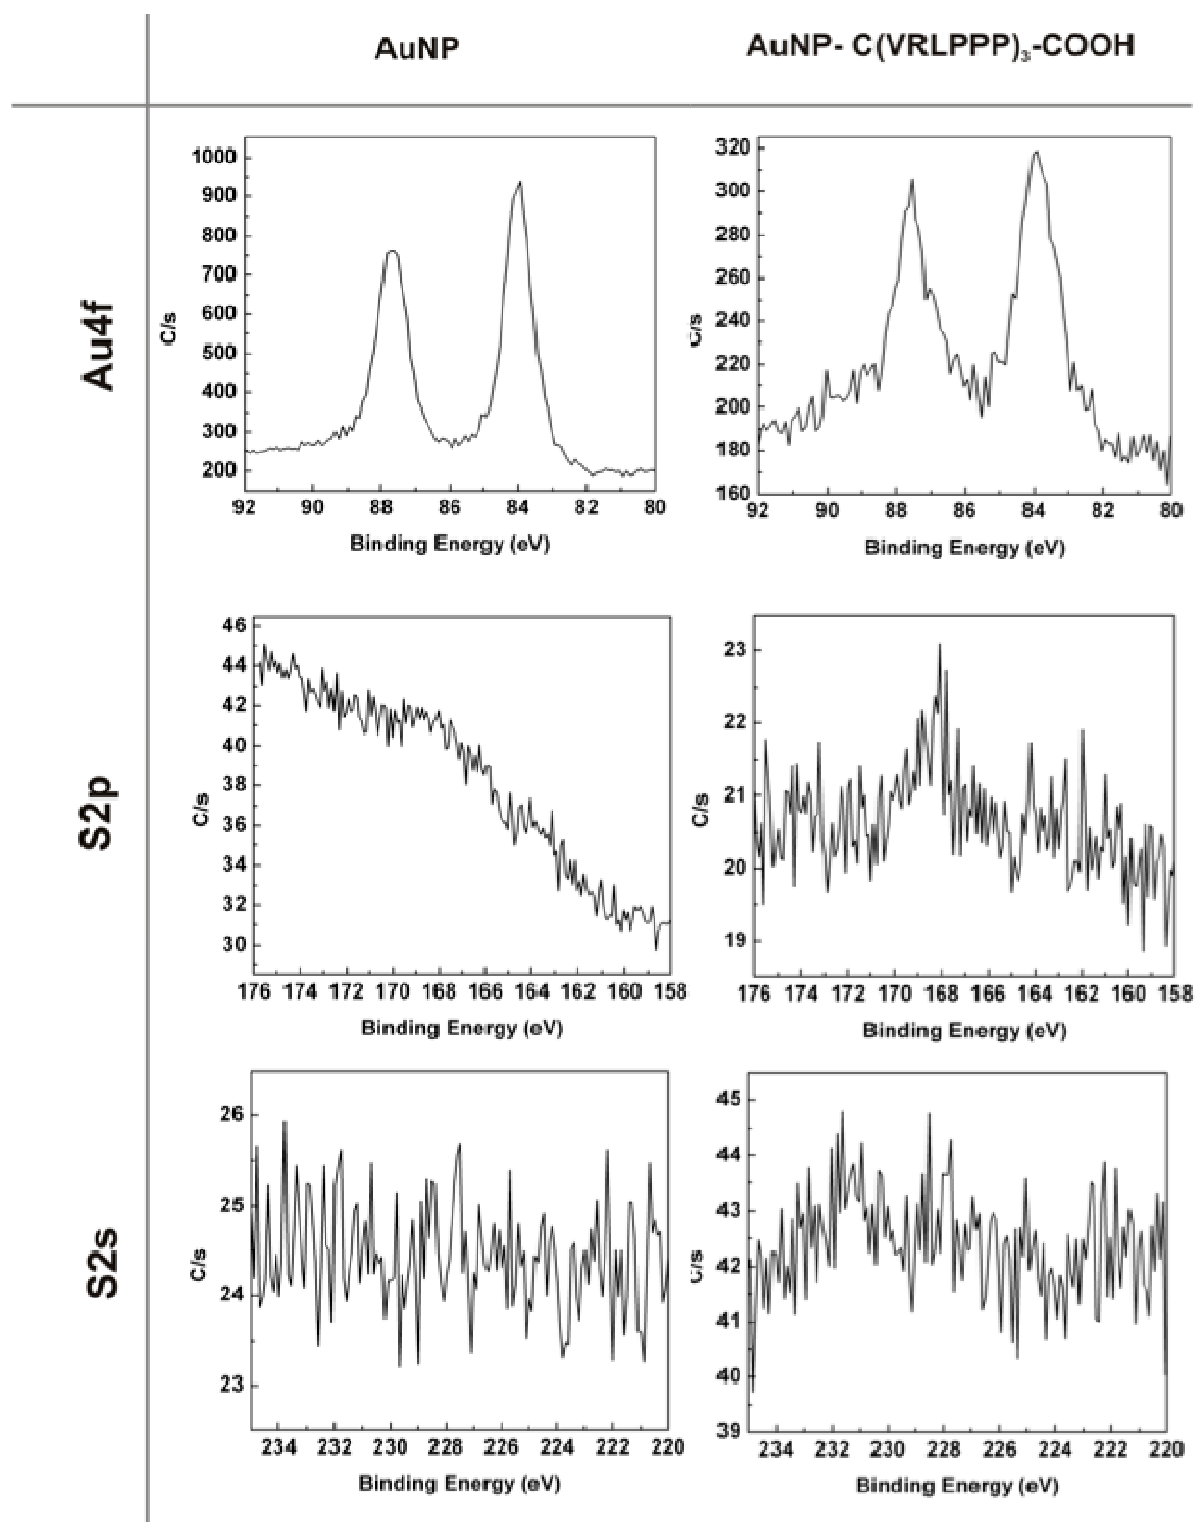 AuNP
AuNP- C(VRLPPP)₃-COOH
Au4f
1000
900
800
700
600
500
400
300
200
C/s
92 90 88 86 84 82 80
Binding Energy (eV)
320
300
280
260
240
220
200
180
160
C/s
92 90 88 86 84 82 80
Binding Energy (eV)
S2p
46
44
42
40
38
36
34
32
30
C/s
176 174 172 170 168 166 164 162 160 158
Binding Energy (eV)
23
22
21
20
19
C/s
176 174 172 170 168 166 164 162 160 158
Binding Energy (eV)
S2s
26
25
24
23
C/s
234 232 230 228 226 224 222 220
Binding Energy (eV)
45
44
43
42
41
40
39
C/s
234 232 230 228 226 224 222 220
Binding Energy (eV)